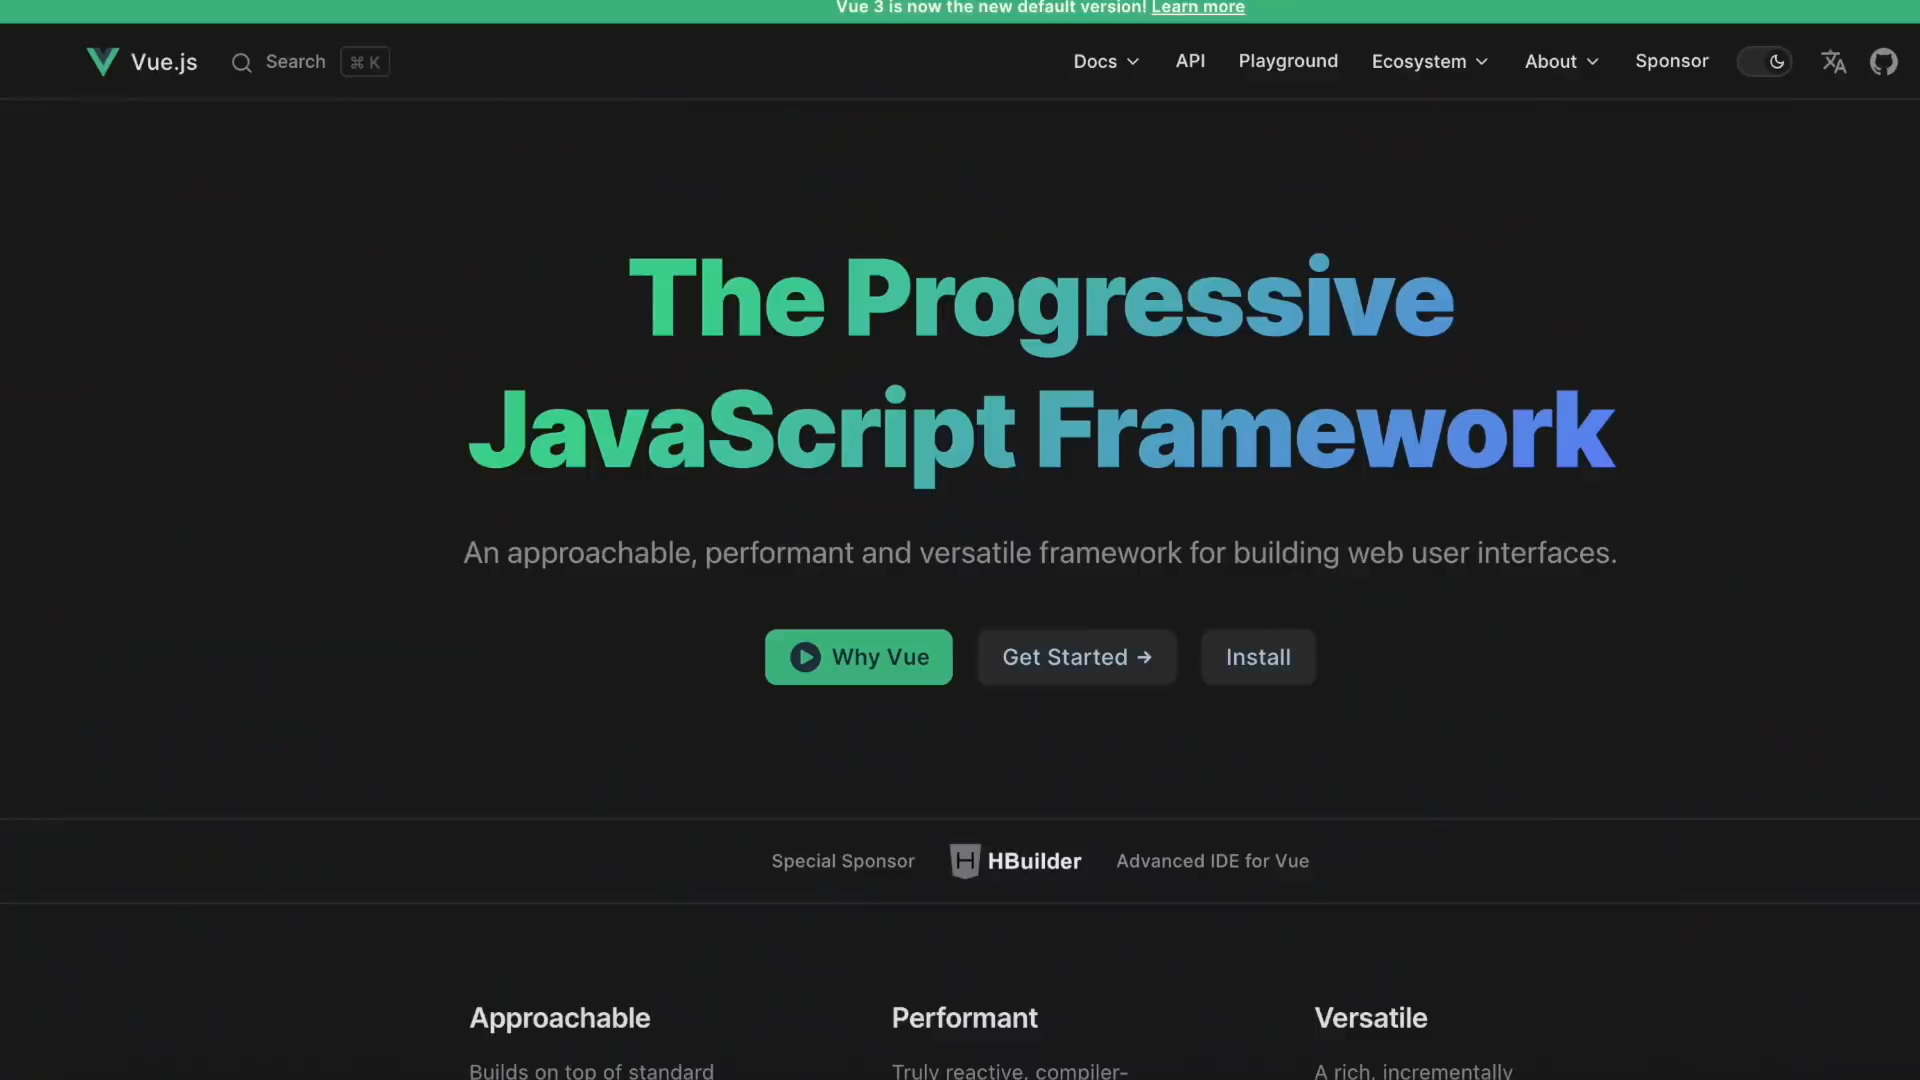 Vue 3 is now the new default version! Learn more
Vue.js Search ⌘ K Docs API Playground Ecosystem About Sponsor
The Progressive
JavaScript Framework
An approachable, performant and versatile framework for building web user interfaces.
Why Vue Get Started → Install
Special Sponsor HBuilder Advanced IDE for Vue
Approachable Performant Versatile
Builds on top of standard Truly reactive, compiler- A rich, incrementally